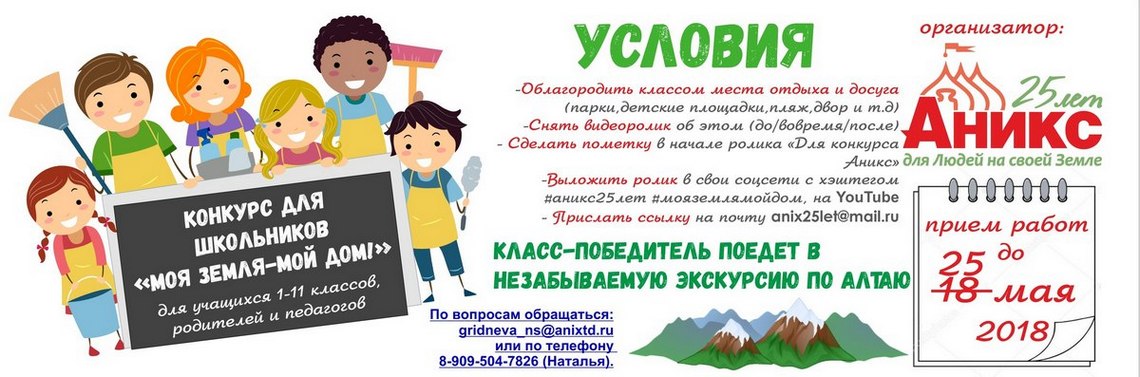 КОНКУРС ДЛЯ
ШКОЛЬНИКОВ
«МОЯ ЗЕМЛЯ-МОЙ ДОМ!»
для учащихся 1-11 классов,
родителей и педагогов
УСЛОВИЯ
-Облагородить классом места отдыха и досуга
(парки,детские площадки,пляж,двор и т.д)
-Снять видеоролик об этом (до/вовремя/после)
- Сделать пометку в начале ролика «Для конкурса
Аникс»
-Выложить ролик в свои соцсети с хэштегом
#аникс25лет #мояземлямойдом, на YouTube
- Прислать ссылку на почту anix25let@mail.ru
КЛАСС-ПОБЕДИТЕЛЬ ПОЕДЕТ В
НЕЗАБЫВАЕМУЮ ЭКСКУРСИЮ ПО АЛТАЮ
По вопросам обращаться:
gridneva_ns@anixtd.ru
или по телефону
8-909-504-7826 (Наталья).
организатор:
25 лет
Аникс
для Людей на своей Земле
прием работ
до
25
18 мая
2018